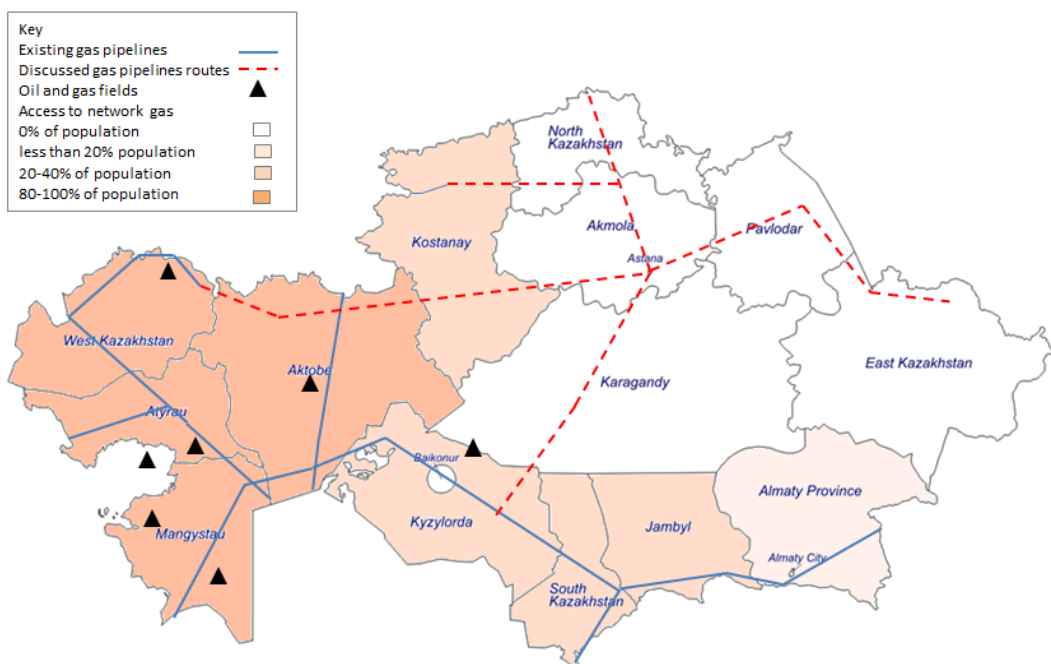 Key
Existing gas pipelines
Discussed gas pipelines routes
Oil and gas fields
Access to network gas
0% of population
less than 20% population
20-40% of population
80-100% of population
North
Kazakhstan
Akmola
Pavlodar
Kostanay
Astana
West Kazakhstan
Aktobe
Karagandy
East Kazakhstan
Atyrau
Baikonur
Almaty Province
Kyzylorda
Jambyl
Mangystau
Almaty City
South
Kazakhstan